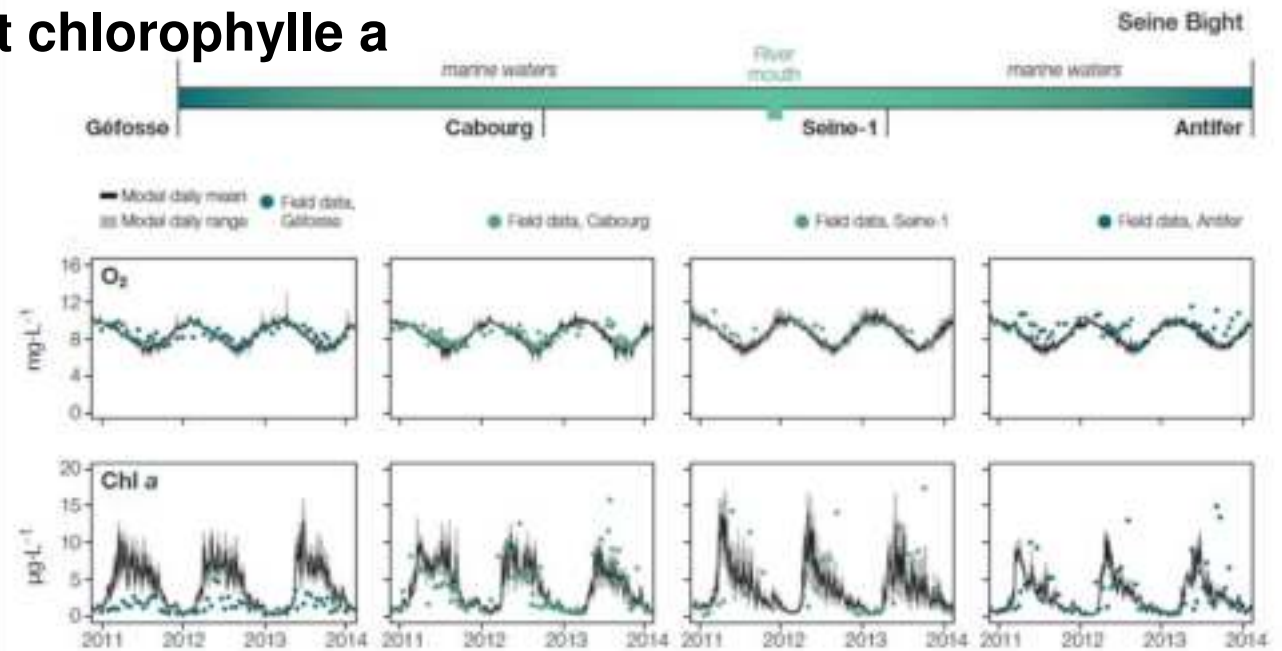 t chlorophylle a
Seine Bight
marine waters
River
mouth
marine waters
Géfosse
Cabourg
Seine-1
Antifer
Model daily mean
Model daily range
Field data,
Géfosse
Field data, Cabourg
Field data, Seine-1
Field data, Antifer
mg·L⁻¹
16
12
8
4
0
O₂
µg·L⁻¹
20
15
10
5
0
Chl a
2011 2012 2013 2014 2011 2012 2013 2014 2011 2012 2013 2014 2011 2012 2013 2014